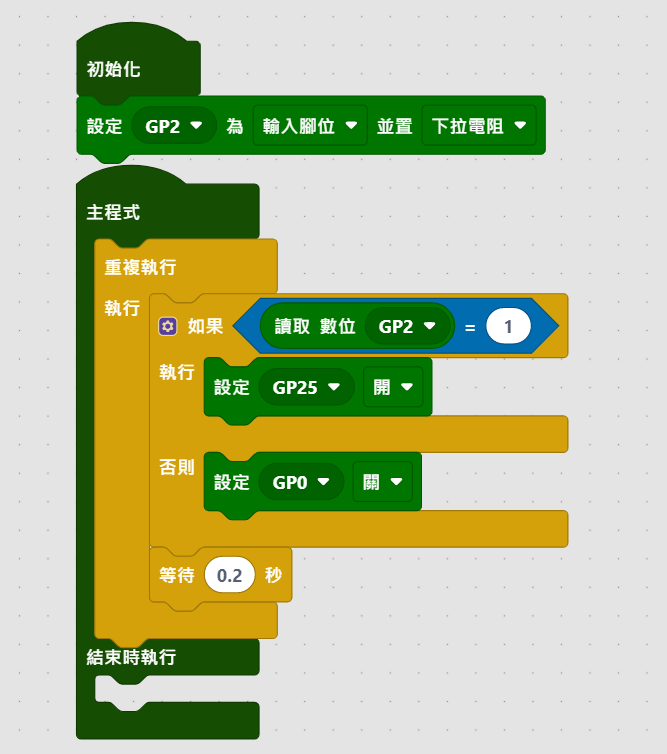 初始化
設定 GP2 為 輸入腳位 並置 下拉電阻
主程式
重複執行
執行
如果 讀取 數位 GP2 = 1
執行 設定 GP25 開
否則 設定 GP0 關
等待 0.2 秒
結束時執行